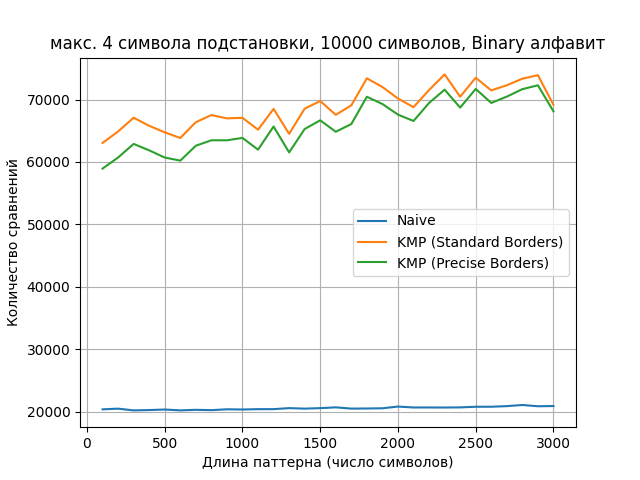 макс. 4 символа подстановки, 10000 символов, Binary алфавит
Количество сравнений
70000
60000
50000
40000
30000
20000
Naive
KMP (Standard Borders)
KMP (Precise Borders)
0
500
1000
1500
2000
2500
3000
Длина паттерна (число символов)